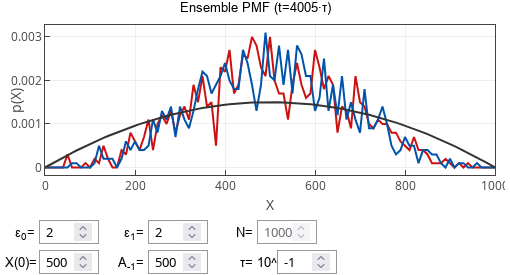 Ensemble PMF (t=4005·τ)
0.003
0.002
0.001
0
p(X)
0 200 400 600 800 1000
X
ε₀= 2 ε₁= 2 N= 1000
X(0)= 500 A₋₁= 500 τ= 10^ -1